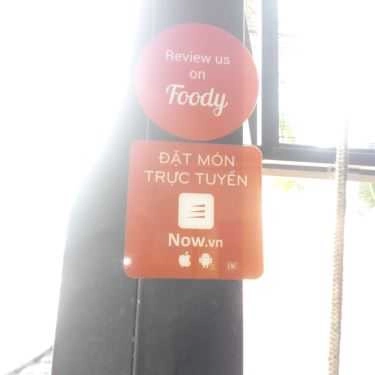 Review us
on
Foody
ĐẶT MÓN
TRỰC TUYẾN
Now.vn